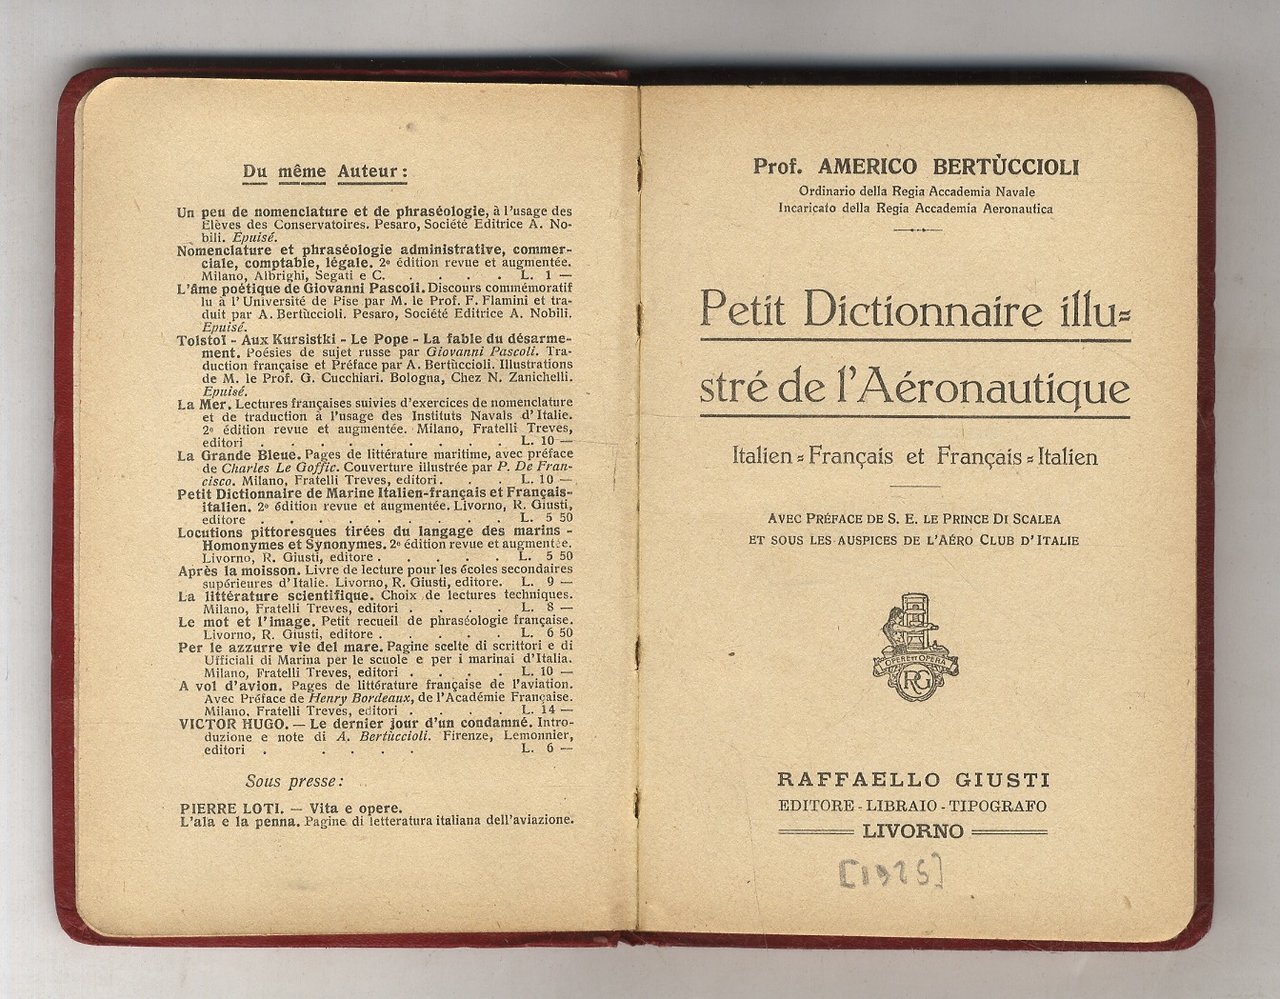 Du même Auteur :
Un peu de nomenclature et de phraséologie, à l'usage des
Elèves des Conservatoires. Pesaro, Société Editrice A. No-
bili. Epuisé.
Nomenclature et phraséologie administrative, commer-
ciale, comptable, légale. 2e édition revue et augmentée.
Milano, Albrighi, Segati e C. . . . . L. 1 —
L'âme poétique de Giovanni Pascoli. Discours commémoratif
lu à l'Université de Pise par M. le Prof. F. Flamini et tra-
duit par A. Bertùccioli. Pesaro, Société Editrice A. Nobili.
Epuisé.
Tolstoï - Aux Kursistki - Le Pope - La fable du désarme-
ment. Poésies de sujet russe par Giovanni Pascoli. Tra-
duction française et Préface par A. Bertùccioli. Illustrations
de M. le Prof. G. Cucchiari. Bologna, Chez N. Zanichelli.
Epuisé.
La Mer. Lectures françaises suivies d'exercices de nomenclature
et de traduction à l'usage des Instituts Navals d'Italie.
2e édition revue et augmentée. Milano, Fratelli Treves,
editori . . . . . . . . . L. 10 —
La Grande Bleue. Pages de littérature maritime, avec préface
de Charles Le Goffic. Couverture illustrée par P. De Fran-
cisco. Milano, Fratelli Treves, editori . . . L. 10 —
Petit Dictionnaire de Marine Italien-français et Français-
italien. 2e édition revue et augmentée. Livorno, R. Giusti,
editore . . . . . . . . . L. 5 50
Locutions pittoresques tirées du langage des marins -
Homonymes et Synonymes. 2e édition revue et augmentée.
Livorno, R. Giusti, editore . . . . . L. 5 50
Après la moisson. Livre de lecture pour les écoles secondaires
supérieures d'Italie. Livorno, R. Giusti, editore. L. 9 —
La littérature scientifique. Choix de lectures techniques.
Milano, Fratelli Treves, editori . . . . L. 8 —
Le mot et l'image. Petit recueil de phraséologie française.
Livorno, R. Giusti, editore . . . . . L. 6 50
Per le azzurre vie del mare. Pagine scelte di scrittori e di
Ufficiali di Marina per le scuole e per i marinai d'Italia.
Milano, Fratelli Treves, editori . . . . L. 10 —
A vol d'avion. Pages de littérature française de l'aviation.
Avec Préface de Henry Bordeaux, de l'Académie Française.
Milano, Fratelli Treves, editori . . . . L. 14 —
VICTOR HUGO. — Le dernier jour d'un condamné. Intro-
duzione e note di A. Bertùccioli. Firenze, Lemonnier,
editori . . . . . L. 6 —
Sous presse :
PIERRE LOTI. — Vita e opere.
L'ala e la penna. Pagine di letteratura italiana dell'aviazione.
Prof. AMERICO BERTÙCCIOLI
Ordinario della Regia Accademia Navale
Incaricato della Regia Accademia Aeronautica
Petit Dictionnaire illu-
stré de l'Aéronautique
Italien-Français et Français-Italien
AVEC PRÉFACE DE S. E. LE PRINCE DI SCALEA
ET SOUS LES AUSPICES DE L'AÉRO CLUB D'ITALIE
OPERE ET OPERA
RG
RAFFAELLO GIUSTI
EDITORE - LIBRAIO - TIPOGRAFO
LIVORNO
[1925]